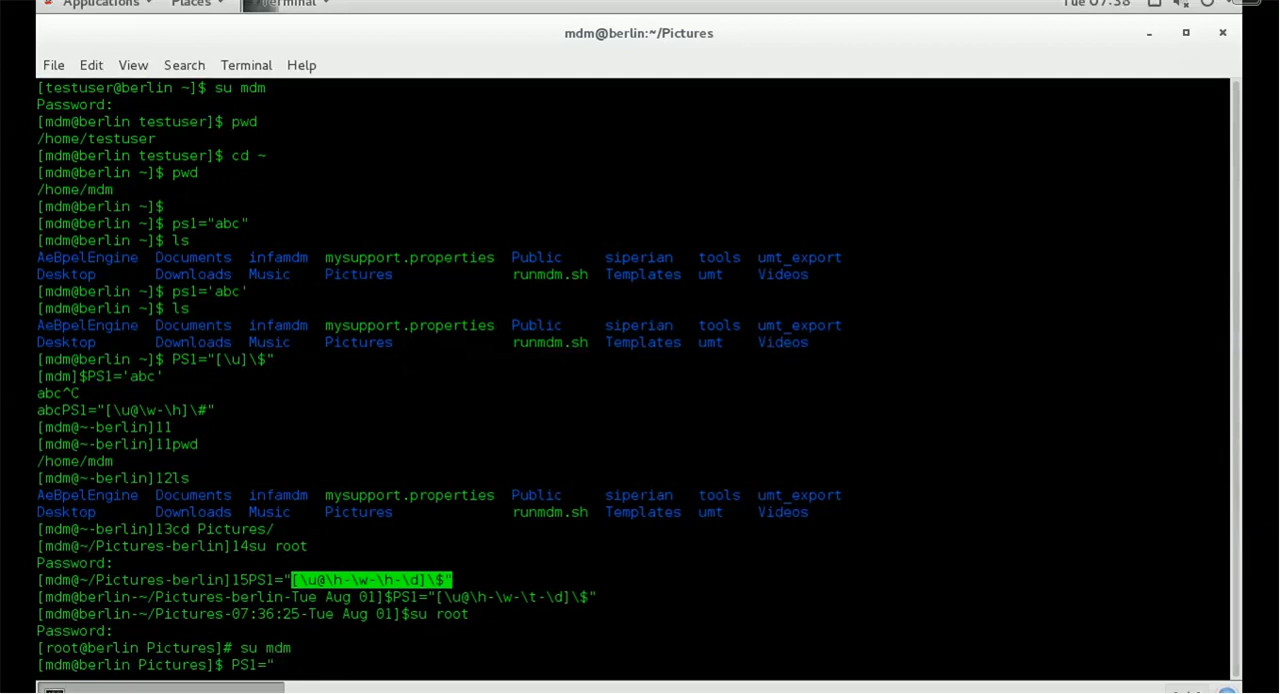 Applications Places Terminal Tue 07:38
mdm@berlin:~/Pictures
File Edit View Search Terminal Help
[testuser@berlin ~]$ su mdm
Password:
[mdm@berlin testuser]$ pwd
/home/testuser
[mdm@berlin testuser]$ cd ~
[mdm@berlin ~]$ pwd
/home/mdm
[mdm@berlin ~]$
[mdm@berlin ~]$ ps1="abc"
[mdm@berlin ~]$ ls
AeBpelEngine Documents infamdm mysupport.properties Public siperian tools umt_export
Desktop Downloads Music Pictures runmdm.sh Templates umt Videos
[mdm@berlin ~]$ ps1='abc'
[mdm@berlin ~]$ ls
AeBpelEngine Documents infamdm mysupport.properties Public siperian tools umt_export
Desktop Downloads Music Pictures runmdm.sh Templates umt Videos
[mdm@berlin ~]$ PS1="[\u]\$"
[mdm]$PS1='abc'
abc^C
abcPS1="[\u@\w-\h]\#"
[mdm@~-berlin]11
[mdm@~-berlin]11pwd
/home/mdm
[mdm@~-berlin]12ls
AeBpelEngine Documents infamdm mysupport.properties Public siperian tools umt_export
Desktop Downloads Music Pictures runmdm.sh Templates umt Videos
[mdm@~-berlin]13cd Pictures/
[mdm@~/Pictures-berlin]14su root
Password:
[mdm@~/Pictures-berlin]15PS1="[\u@\h-\w-\h-\d]\$"
[mdm@berlin-~/Pictures-berlin-Tue Aug 01]$PS1="[\u@\h-\w-\t-\d]\$"
[mdm@berlin-~/Pictures-07:36:25-Tue Aug 01]$su root
Password:
[root@berlin Pictures]# su mdm
[mdm@berlin Pictures]$ PS1="